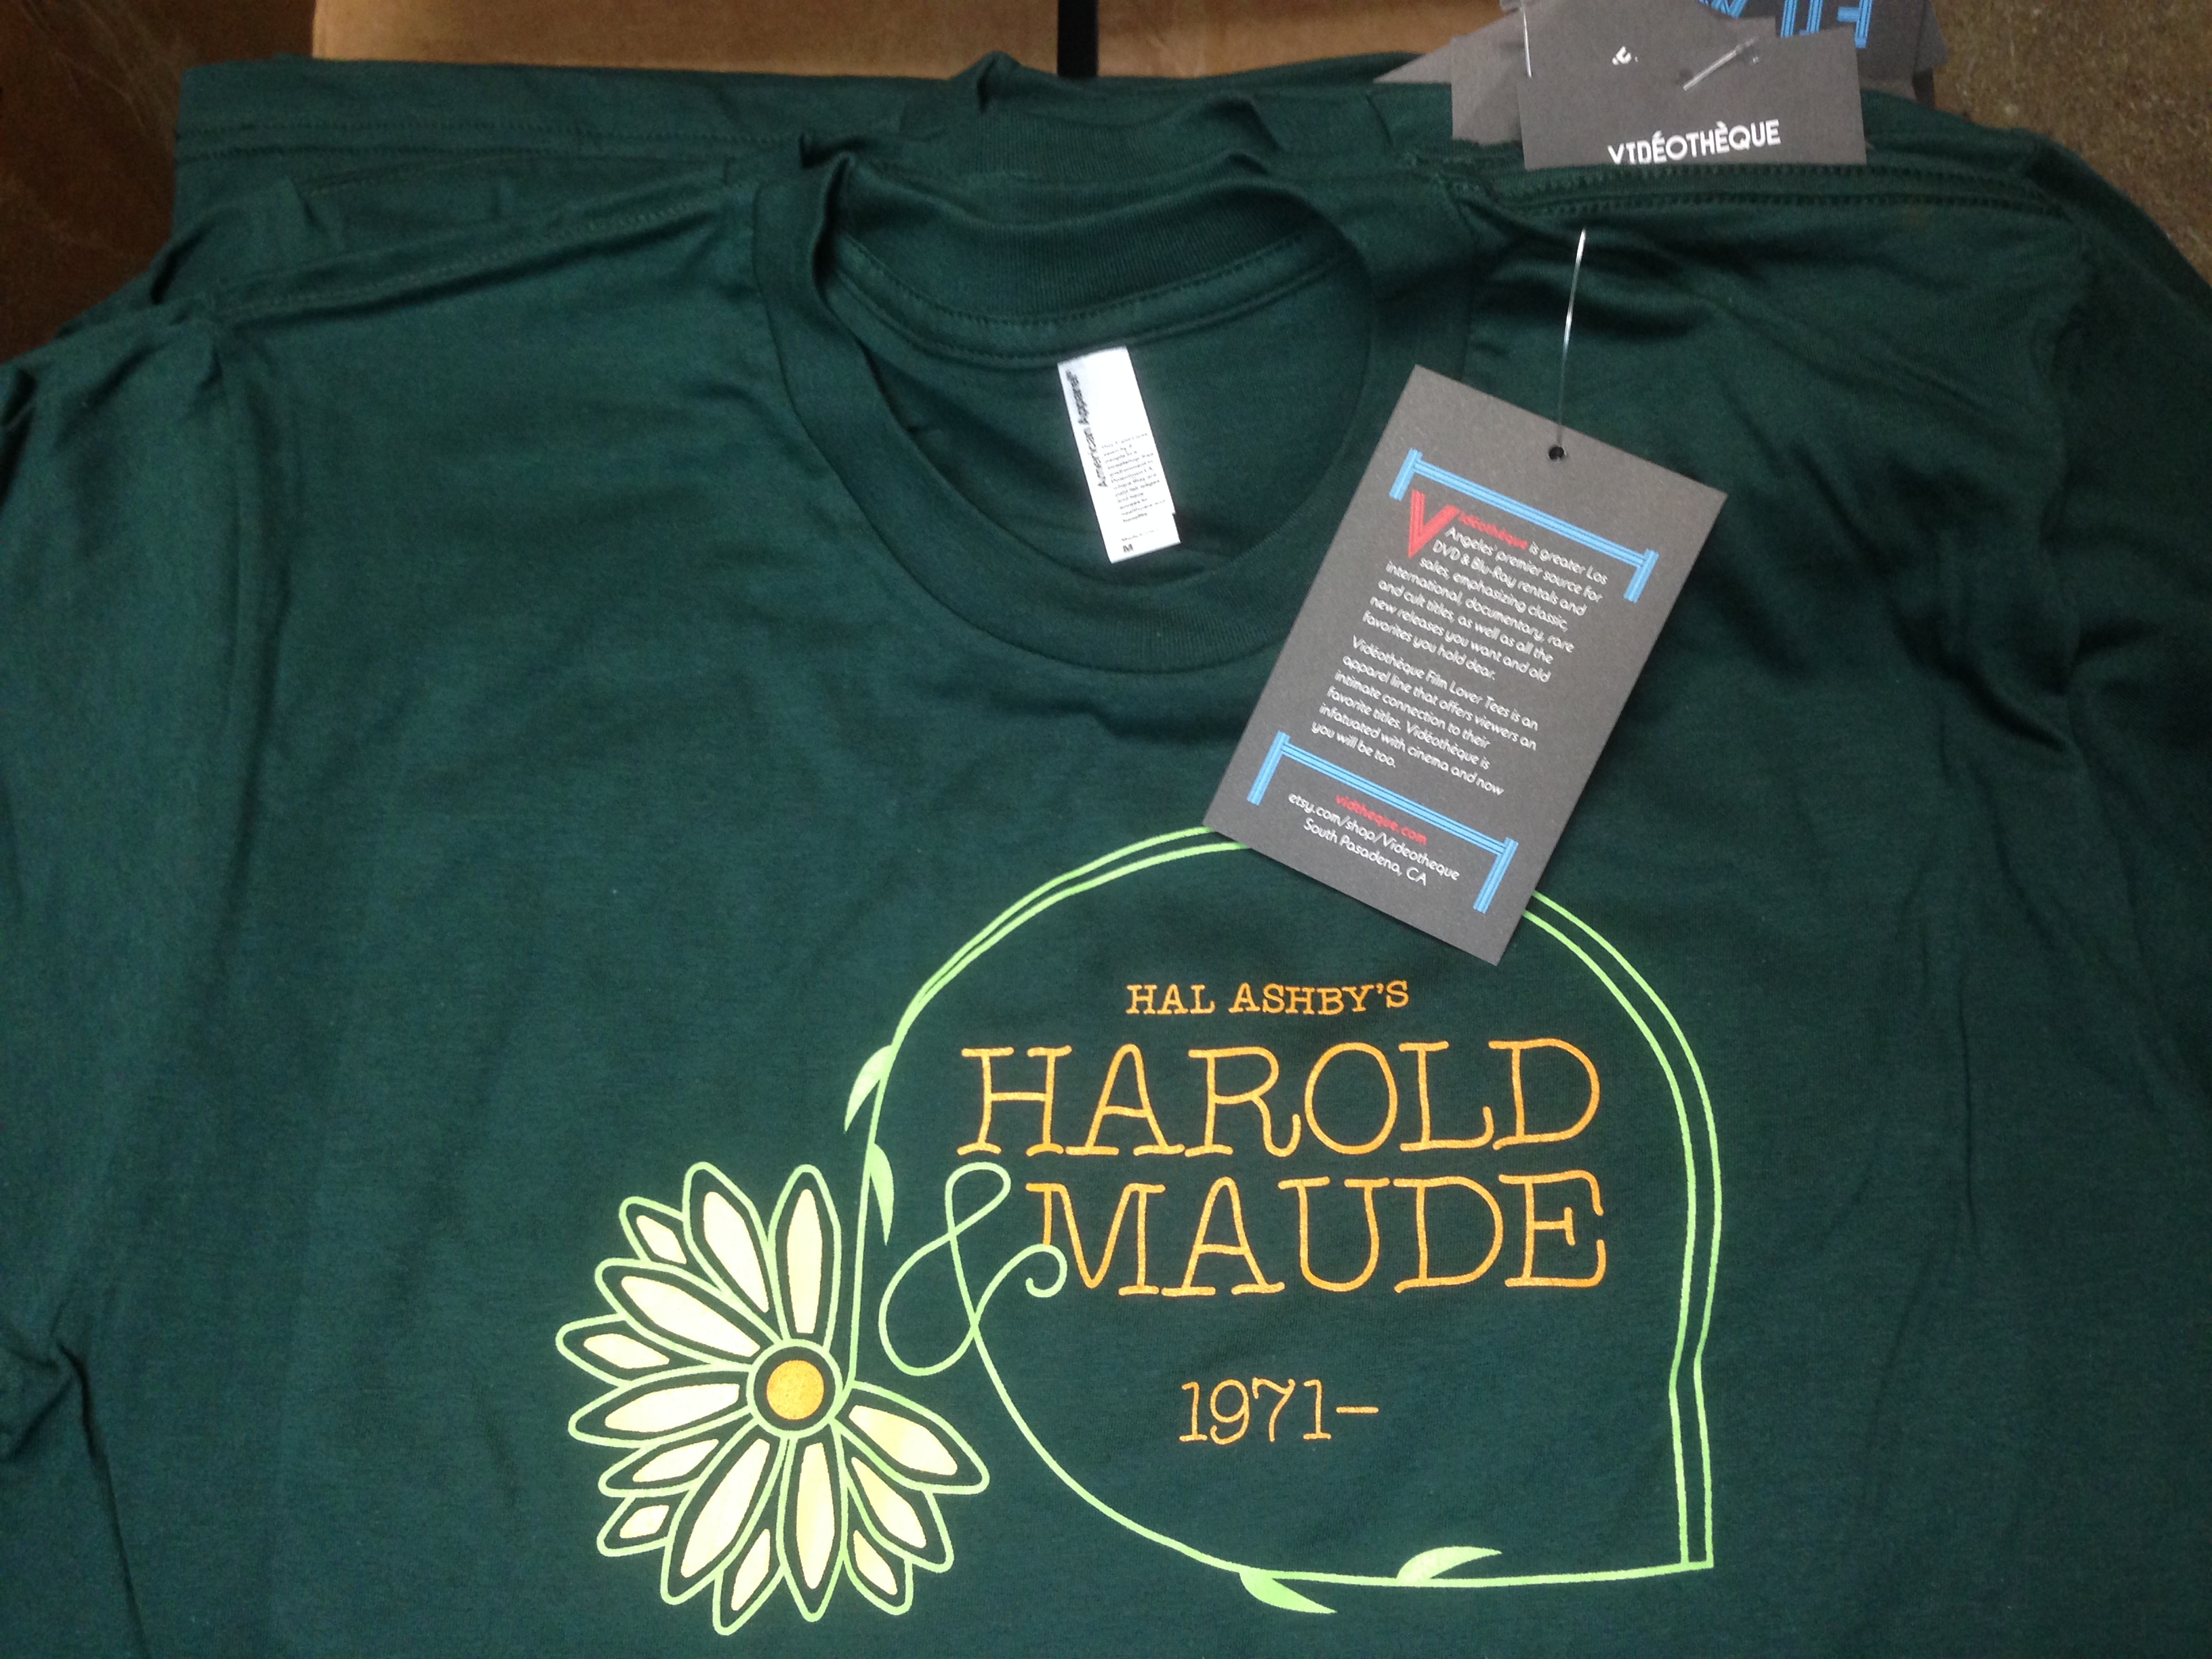 VIDÉOTHÈQUE
American Apparel
M
Vidéothèque is greater Los
Angeles' premier source for
DVD & Blu-Ray rentals and
sales, emphasizing classic,
international, documentary, rare
and cult titles, as well as all the
new releases you want and old
favorites you hold dear.
Vidéothèque Film Lover Tees is an
apparel line that offers viewers an
intimate connection to their
favorite titles. Vidéothèque is
infatuated with cinema and now
you will be too.
vidtheque.com
etsy.com/shop/Videotheque
South Pasadena, CA
HAL ASHBY'S
HAROLD
& MAUDE
1971–